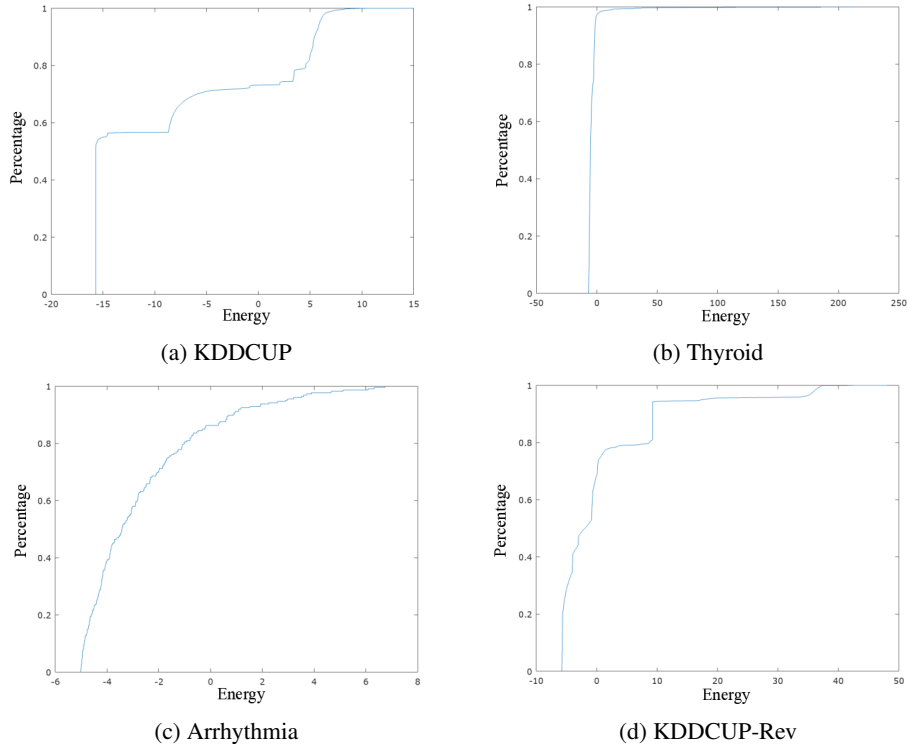 1
0.8
0.6
0.4
0.2
0
Percentage
-20 -15 -10 -5 0 5 10 15
Energy
(a) KDDCUP
1
0.8
0.6
0.4
0.2
0
Percentage
-50 0 50 100 150 200 250
Energy
(b) Thyroid
1
0.8
0.6
0.4
0.2
0
Percentage
-6 -4 -2 0 2 4 6 8
Energy
(c) Arrhythmia
1
0.8
0.6
0.4
0.2
0
Percentage
-10 0 10 20 30 40 50
Energy
(d) KDDCUP-Rev